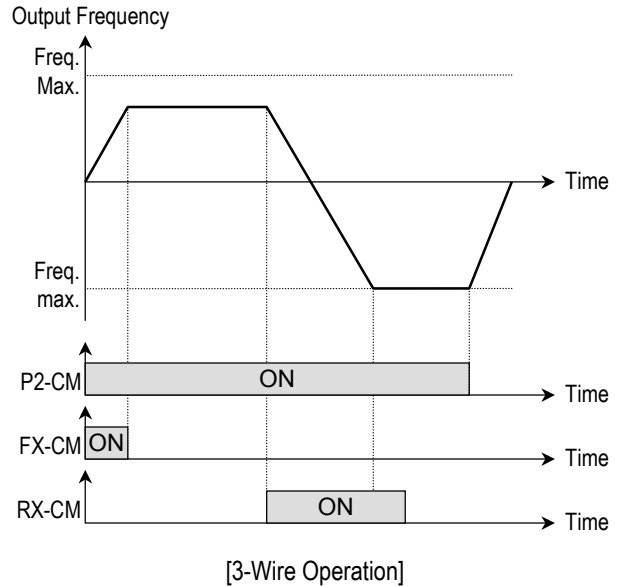 Output Frequency
Freq.
Max.
Time
Freq.
max.
P2-CM
ON
Time
FX-CM
ON
Time
RX-CM
ON
Time
[3-Wire Operation]